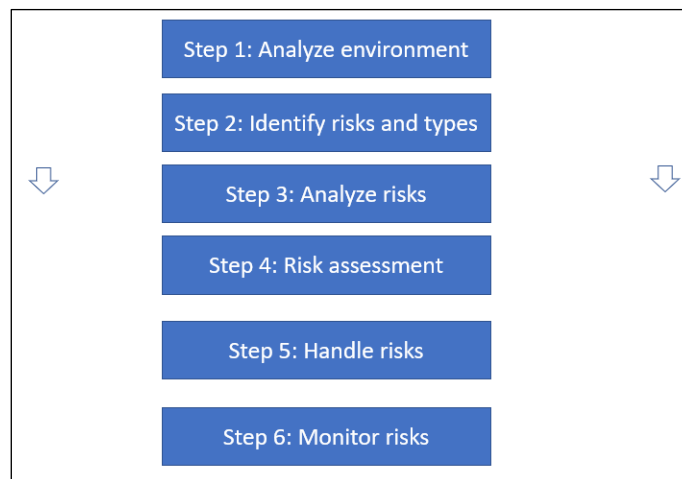 Step 1: Analyze environment
Step 2: Identify risks and types
Step 3: Analyze risks
Step 4: Risk assessment
Step 5: Handle risks
Step 6: Monitor risks